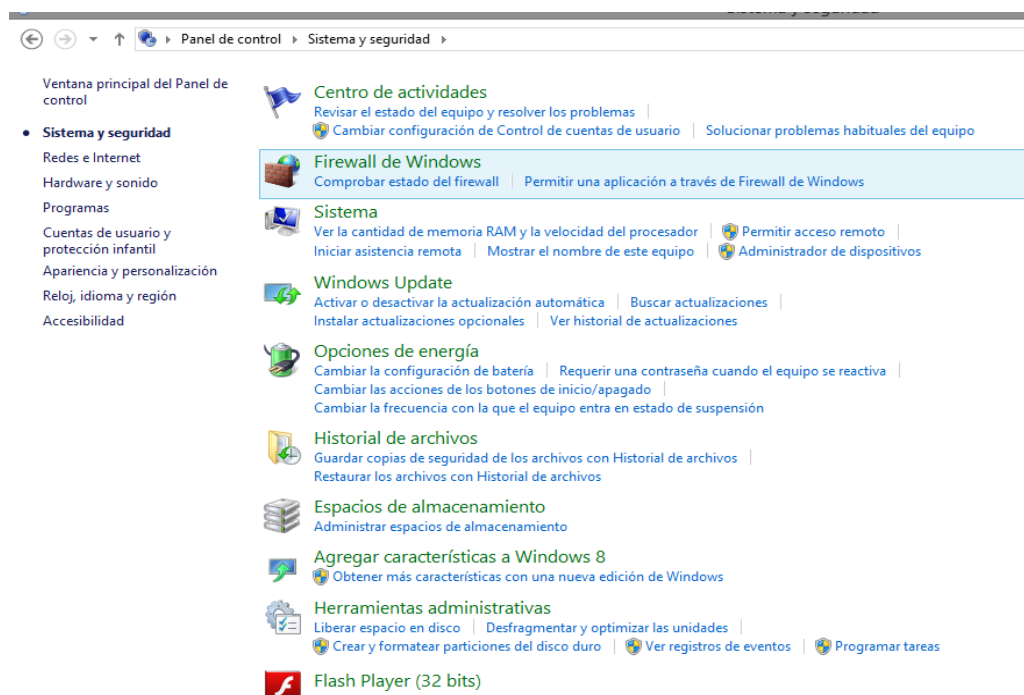 Panel de control
Sistema y seguridad
Ventana principal del Panel de
control
Sistema y seguridad
Redes e Internet
Hardware y sonido
Programas
Cuentas de usuario y
protección infantil
Apariencia y personalización
Reloj, idioma y región
Accesibilidad
Centro de actividades
Revisar el estado del equipo y resolver los problemas
Cambiar configuración de Control de cuentas de usuario Solucionar problemas habituales del equipo
Firewall de Windows
Comprobar estado del firewall Permitir una aplicación a través de Firewall de Windows
Sistema
Ver la cantidad de memoria RAM y la velocidad del procesador Permitir acceso remoto
Iniciar asistencia remota Mostrar el nombre de este equipo Administrador de dispositivos
Windows Update
Activar o desactivar la actualización automática Buscar actualizaciones
Instalar actualizaciones opcionales Ver historial de actualizaciones
Opciones de energía
Cambiar la configuración de batería Requerir una contraseña cuando el equipo se reactiva
Cambiar las acciones de los botones de inicio/apagado
Cambiar la frecuencia con la que el equipo entra en estado de suspensión
Historial de archivos
Guardar copias de seguridad de los archivos con Historial de archivos
Restaurar los archivos con Historial de archivos
Espacios de almacenamiento
Administrar espacios de almacenamiento
Agregar características a Windows 8
Obtener más características con una nueva edición de Windows
Herramientas administrativas
Liberar espacio en disco Desfragmentar y optimizar las unidades
Crear y formatear particiones del disco duro Ver registros de eventos Programar tareas
Flash Player (32 bits)